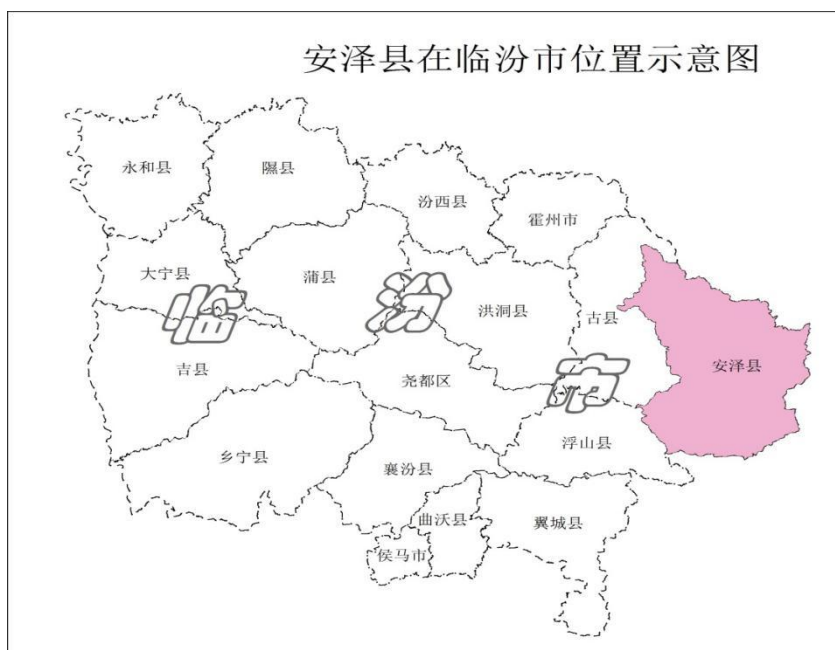 安泽县在临汾市位置示意图
永和县
隰县
汾西县
霍州市
大宁县
蒲县
洪洞县
古县
临汾市
吉县
尧都区
安泽县
乡宁县
襄汾县
浮山县
曲沃县
翼城县
侯马市